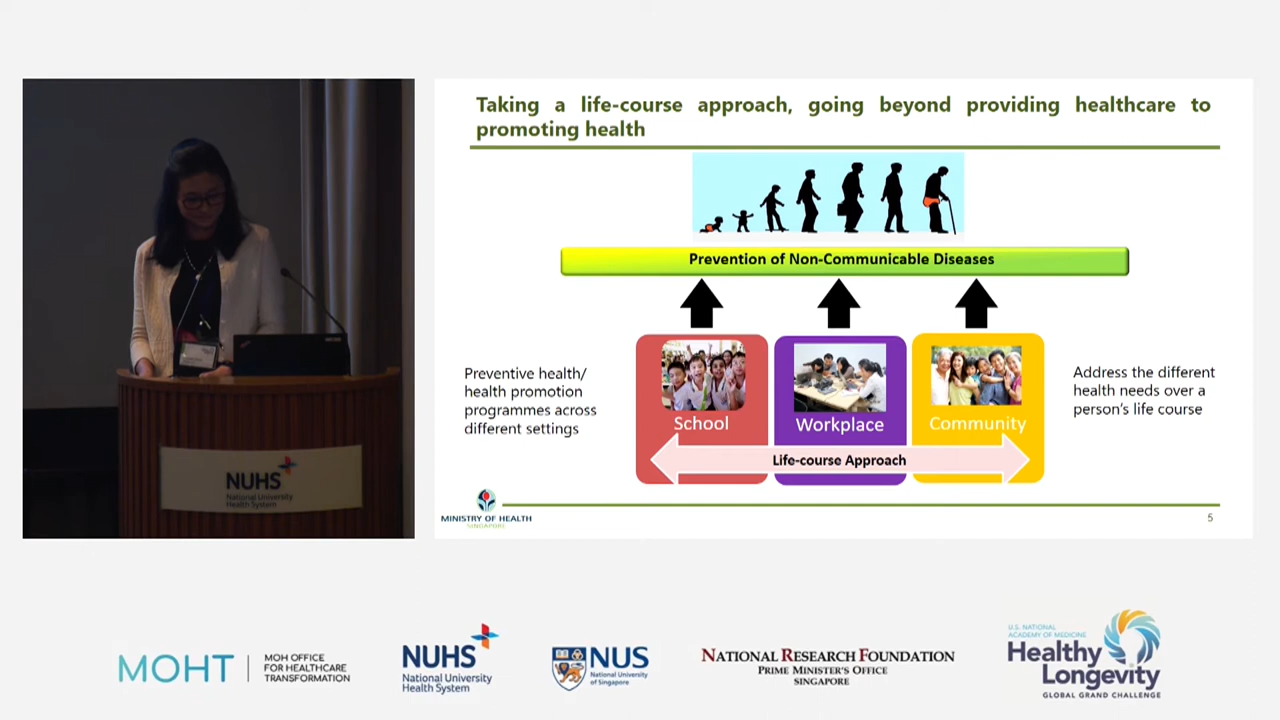 Taking a life-course approach, going beyond providing healthcare to
promoting health
Prevention of Non-Communicable Diseases
Preventive health/
health promotion
programmes across
different settings
School
Workplace
Community
Life-course Approach
Address the different
health needs over a
person's life course
MINISTRY OF HEALTH
SINGAPORE
5
NUHS
National University
Health System
MOHT
MOH OFFICE
FOR HEALTHCARE
TRANSFORMATION
NUHS
National University
Health System
NUS
National University
of Singapore
NATIONAL RESEARCH FOUNDATION
PRIME MINISTER'S OFFICE
SINGAPORE
U.S. NATIONAL
ACADEMY OF MEDICINE
Healthy
Longevity
GLOBAL GRAND CHALLENGE